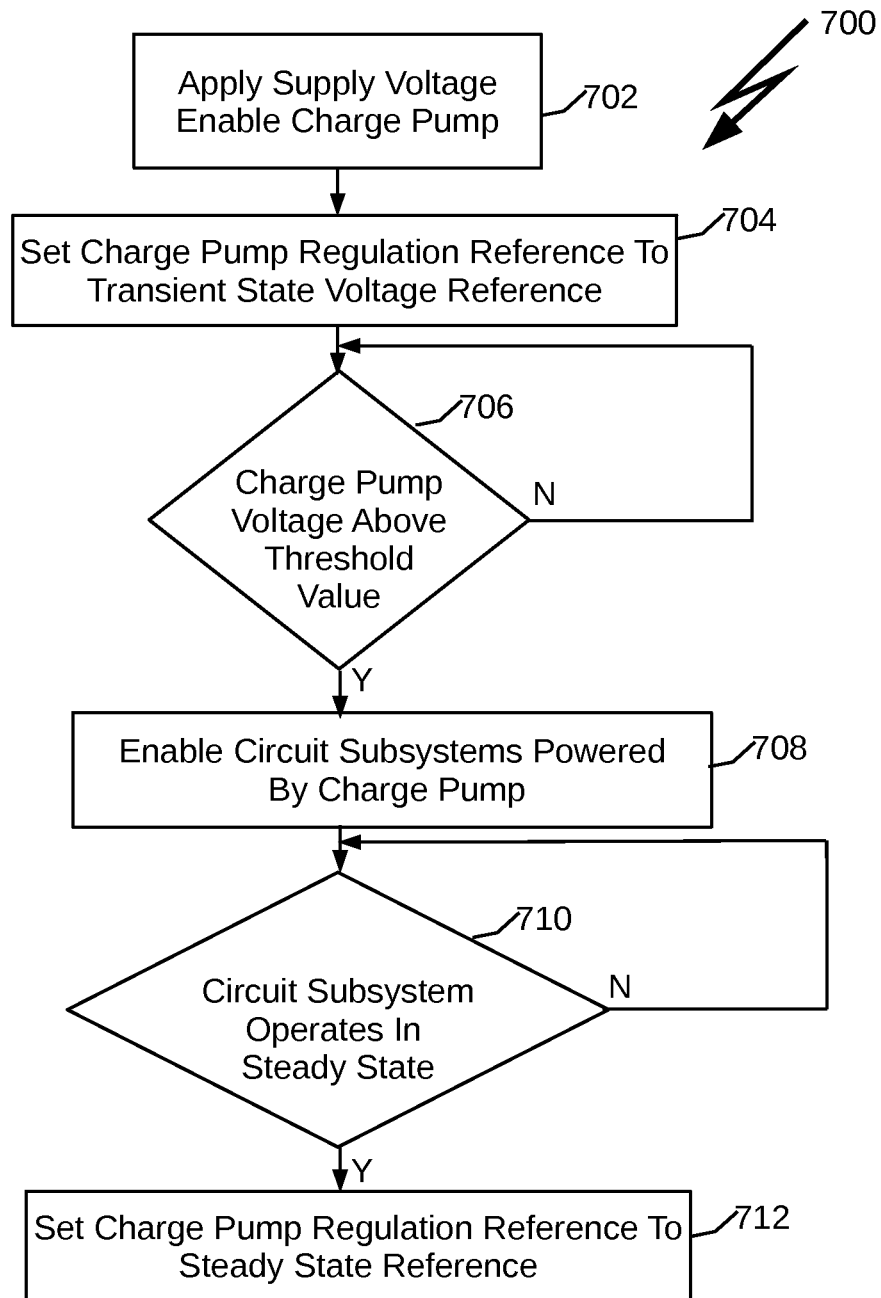 700
Apply Supply Voltage
Enable Charge Pump
702
704
Set Charge Pump Regulation Reference To
Transient State Voltage Reference
706
Charge Pump
Voltage Above
Threshold
Value
N
Y
Enable Circuit Subsystems Powered
By Charge Pump
708
710
Circuit Subsystem
Operates In
Steady State
N
Y
Set Charge Pump Regulation Reference To
Steady State Reference
712